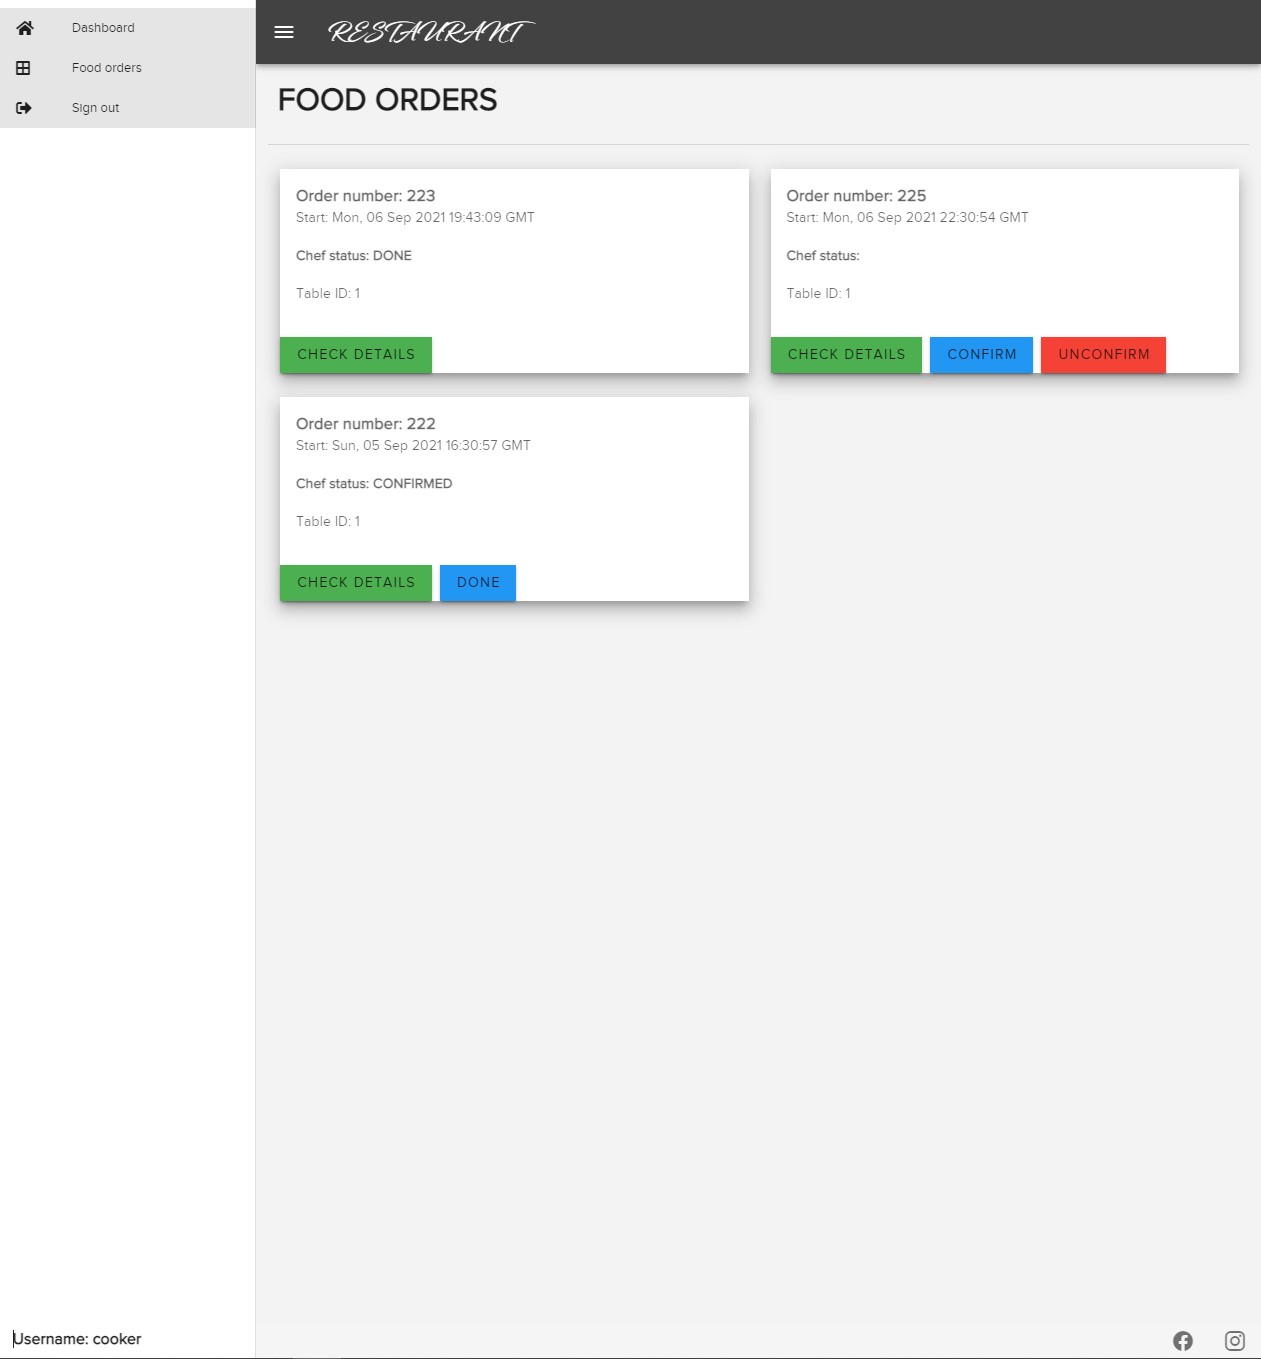 Dashboard
Food orders
Sign out
RESTAURANT
FOOD ORDERS
Order number: 223
Start: Mon, 06 Sep 2021 19:43:09 GMT
Chef status: DONE
Table ID: 1
CHECK DETAILS
Order number: 225
Start: Mon, 06 Sep 2021 22:30:54 GMT
Chef status:
Table ID: 1
CHECK DETAILS CONFIRM UNCONFIRM
Order number: 222
Start: Sun, 05 Sep 2021 16:30:57 GMT
Chef status: CONFIRMED
Table ID: 1
CHECK DETAILS DONE
Username: cooker